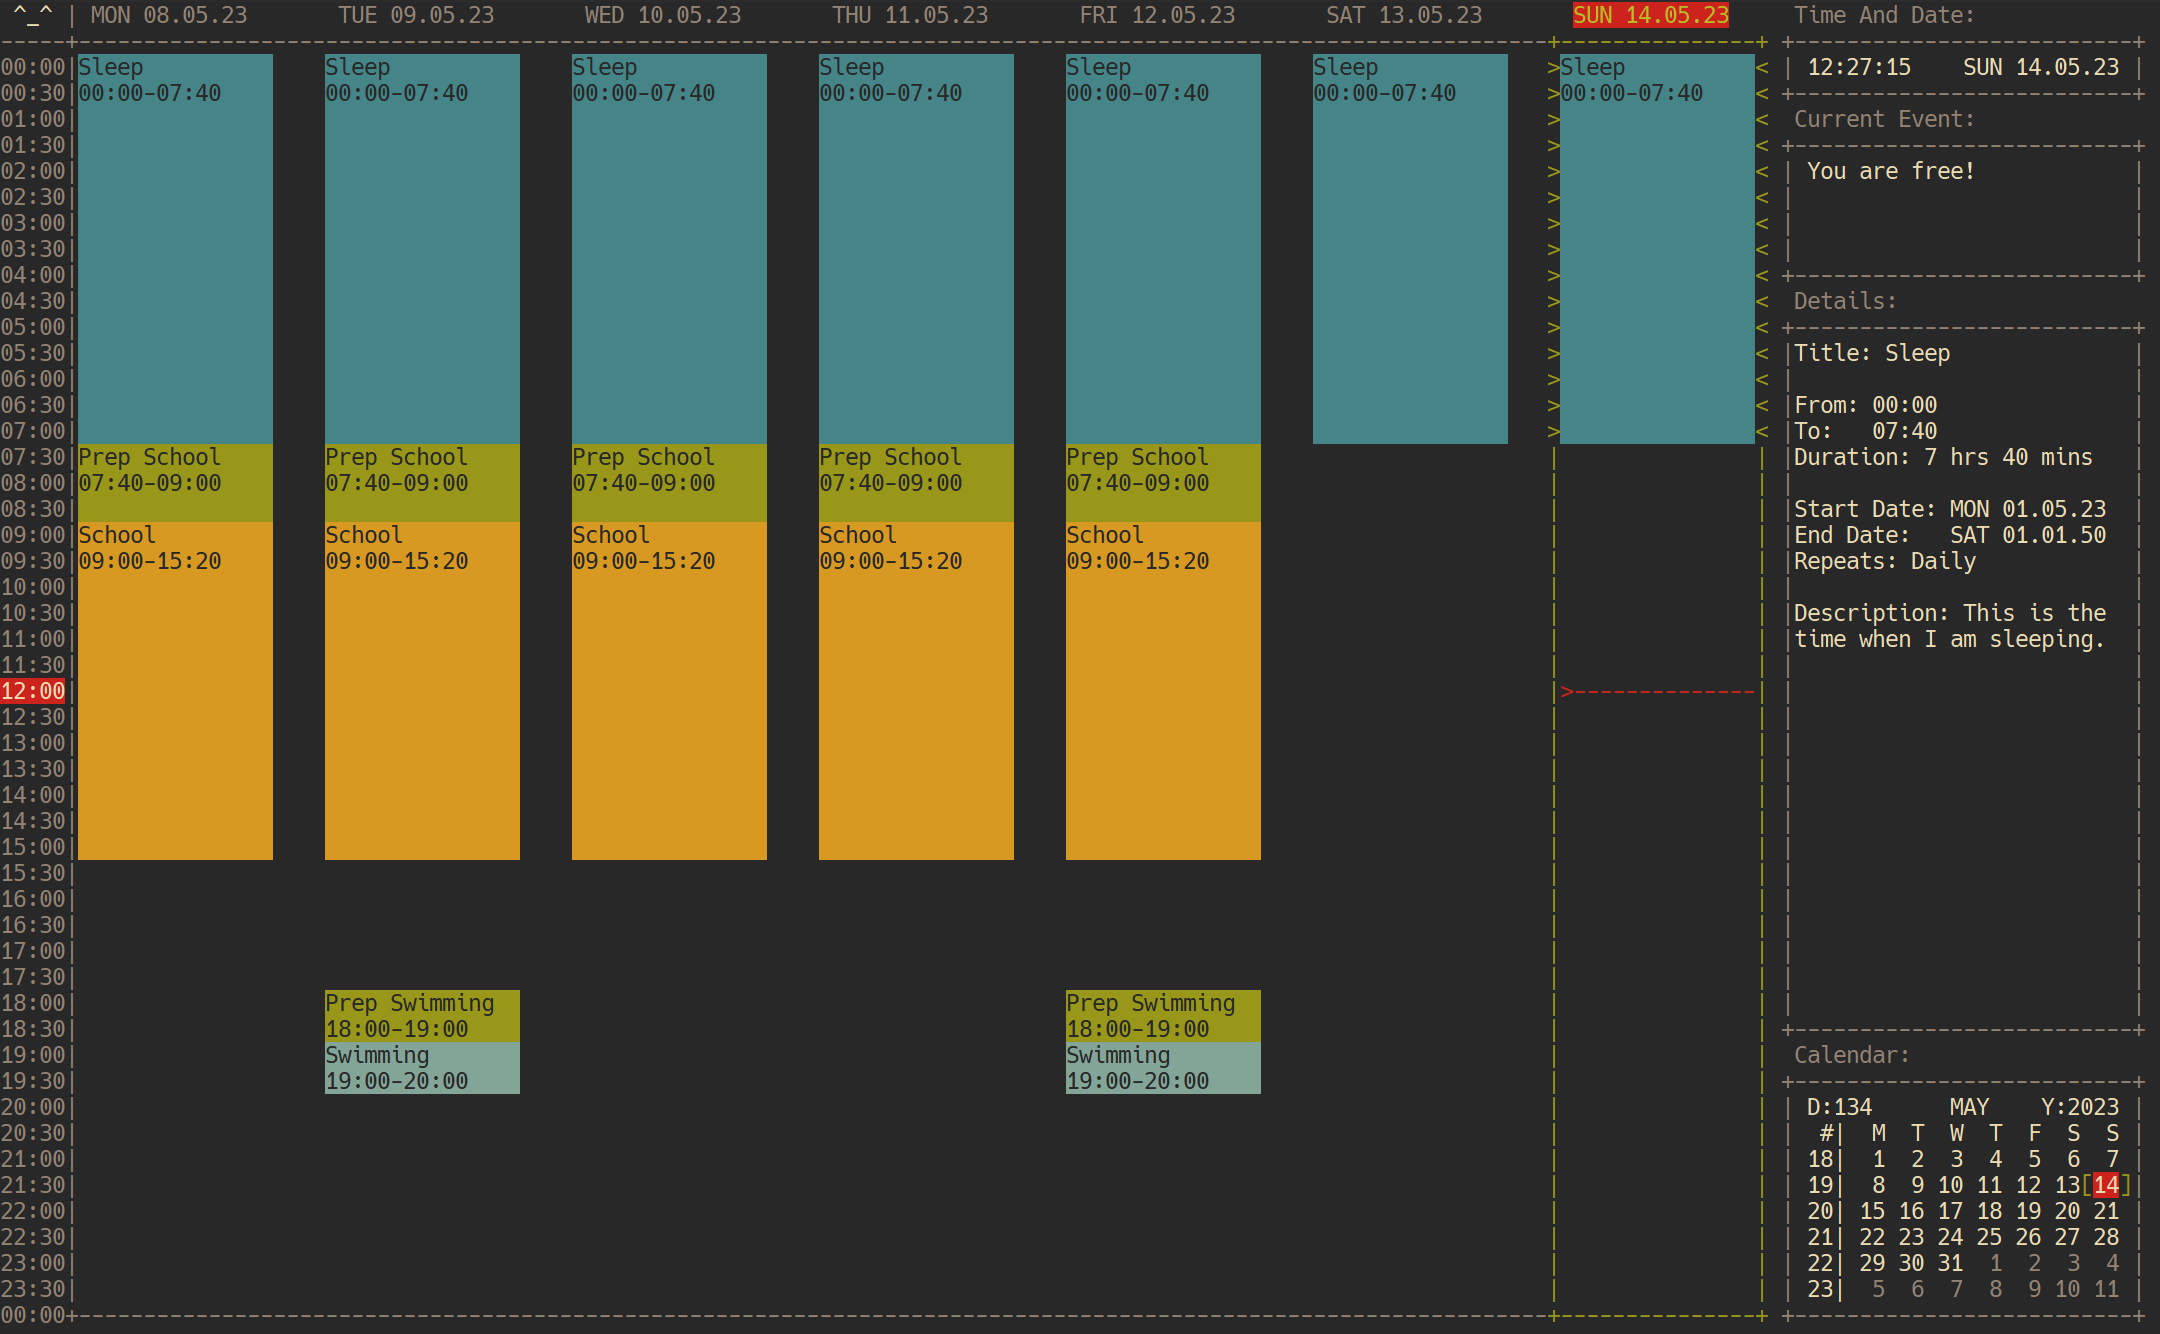 ^_^ | MON 08.05.23 TUE 09.05.23 WED 10.05.23 THU 11.05.23 FRI 12.05.23 SAT 13.05.23 SUN 14.05.23
00:00 Sleep Sleep Sleep Sleep Sleep Sleep >Sleep <
00:30 00:00-07:40 00:00-07:40 00:00-07:40 00:00-07:40 00:00-07:40 00:00-07:40 >00:00-07:40 <
01:00 > <
01:30 > <
02:00 > <
02:30 > <
03:00 > <
03:30 > <
04:00 > <
04:30 > <
05:00 > <
05:30 > <
06:00 > <
06:30 > <
07:00 > <
07:30 Prep School Prep School Prep School Prep School Prep School
08:00 07:40-09:00 07:40-09:00 07:40-09:00 07:40-09:00 07:40-09:00
08:30
09:00 School School School School School
09:30 09:00-15:20 09:00-15:20 09:00-15:20 09:00-15:20 09:00-15:20
10:00
10:30
11:00
11:30
12:00 >--------------
12:30
13:00
13:30
14:00
14:30
15:00
15:30
16:00
16:30
17:00
17:30
18:00 Prep Swimming Prep Swimming
18:30 18:00-19:00 18:00-19:00
19:00 Swimming Swimming
19:30 19:00-20:00 19:00-20:00
20:00
20:30
21:00
21:30
22:00
22:30
23:00
23:30
00:00
Time And Date:
12:27:15 SUN 14.05.23
Current Event:
You are free!
Details:
Title: Sleep
From: 00:00
To: 07:40
Duration: 7 hrs 40 mins
Start Date: MON 01.05.23
End Date: SAT 01.01.50
Repeats: Daily
Description: This is the
time when I am sleeping.
Calendar:
D:134 MAY Y:2023
#| M T W T F S S
18| 1 2 3 4 5 6 7
19| 8 9 10 11 12 13[14]
20| 15 16 17 18 19 20 21
21| 22 23 24 25 26 27 28
22| 29 30 31 1 2 3 4
23| 5 6 7 8 9 10 11